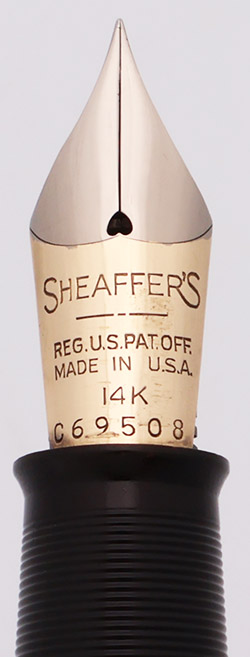 SHEAFFER'S
REG. U.S. PAT. OFF.
MADE IN U.S.A.
14K
C69508